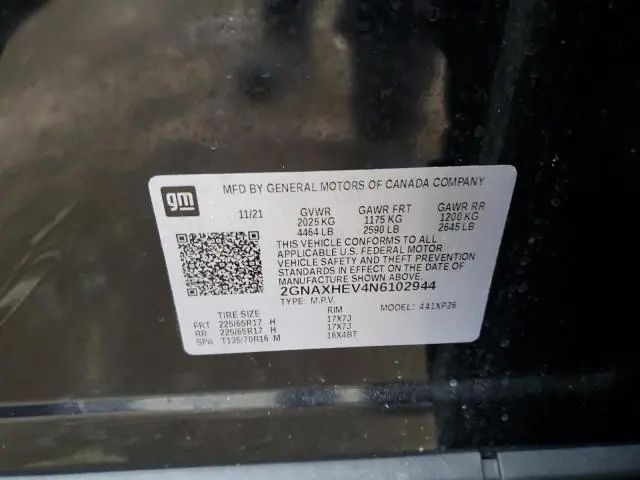 gm
MFD BY GENERAL MOTORS OF CANADA COMPANY
11/21 GVWR GAWR FRT GAWR RR
2025 KG 1175 KG 1200 KG
4464 LB 2590 LB 2645 LB
THIS VEHICLE CONFORMS TO ALL
APPLICABLE U.S. FEDERAL MOTOR
VEHICLE SAFETY AND THEFT PREVENTION
STANDARDS IN EFFECT ON THE DATE OF
MANUFACTURE SHOWN ABOVE.
2GNAXHEV4N6102944
TYPE: M.P.V. MODEL: 441XP26
TIRE SIZE RIM
FRT 225/65R17 H 17X7J
RR 225/65R17 H 17X7J
SPA T135/70R16 M 16X4BT